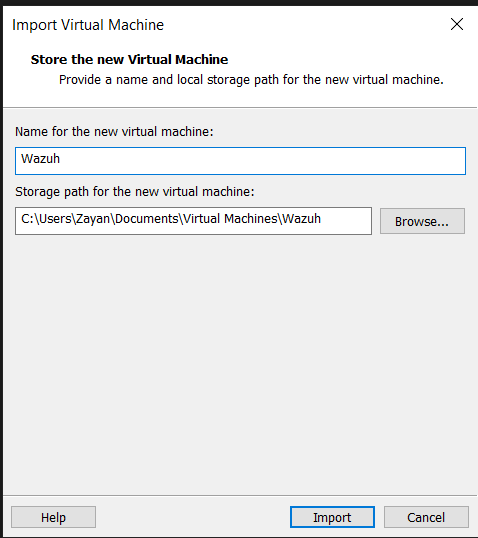 Import Virtual Machine
Store the new Virtual Machine
Provide a name and local storage path for the new virtual machine.
Name for the new virtual machine:
Wazuh
Storage path for the new virtual machine:
C:\Users\Zayan\Documents\Virtual Machines\Wazuh
Browse...
Help
Import
Cancel